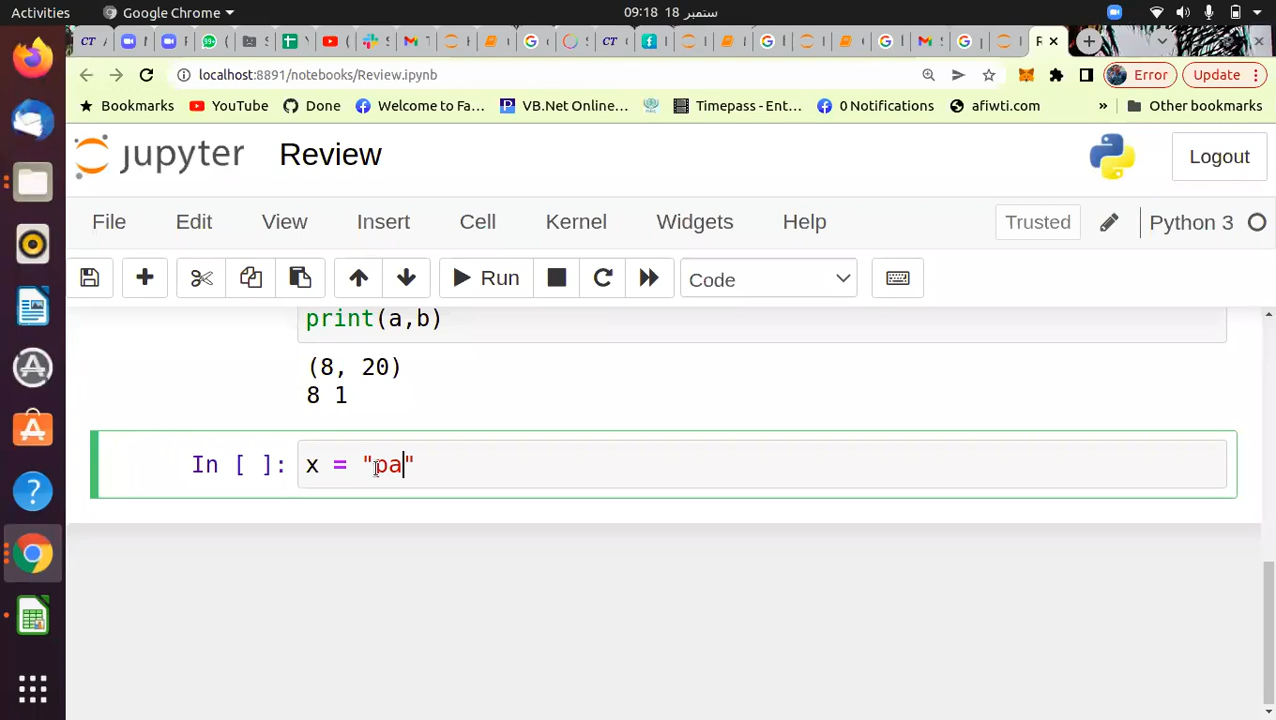 Activities Google Chrome 09:18 18 ستمبر
localhost:8891/notebooks/Review.ipynb Error Update
Bookmarks YouTube Done Welcome to Fa... VB.Net Online... Timepass - Ent... 0 Notifications afiwti.com » Other bookmarks
jupyter Review Logout
File Edit View Insert Cell Kernel Widgets Help Trusted Python 3
Run Code
print(a,b)
(8, 20)
8 1
In [ ]: x = "pa"